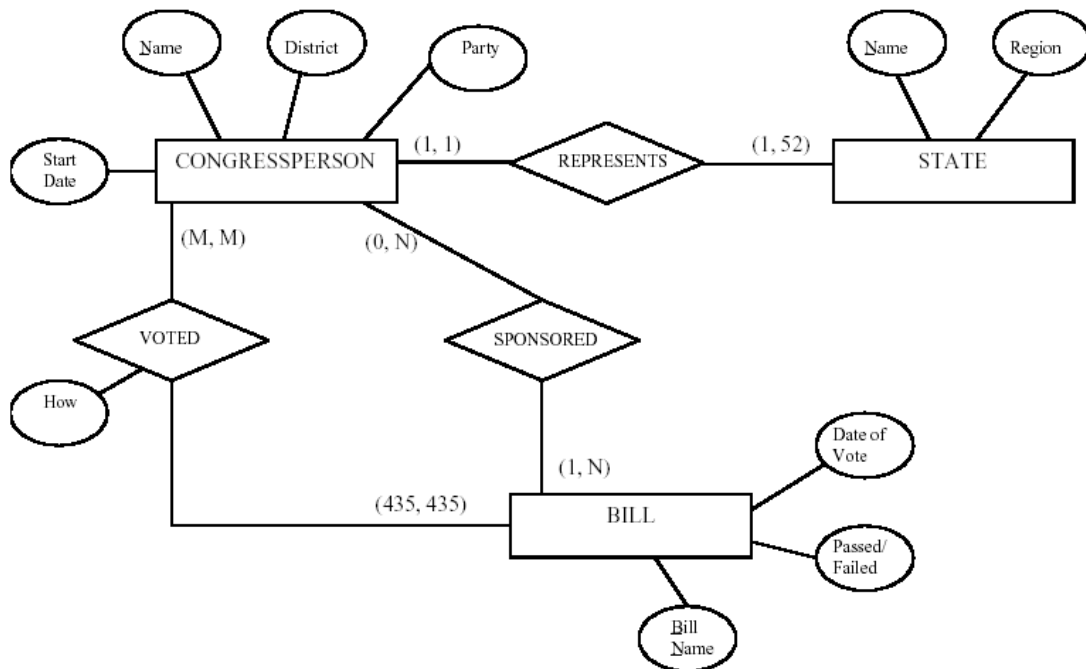 Name
District
Party
Name
Region
Start
Date
CONGRESSPERSON
(1, 1)
REPRESENTS
(1, 52)
STATE
(M, M)
(0, N)
VOTED
SPONSORED
How
Date of
Vote
(1, N)
(435, 435)
BILL
Passed/
Failed
Bill
Name